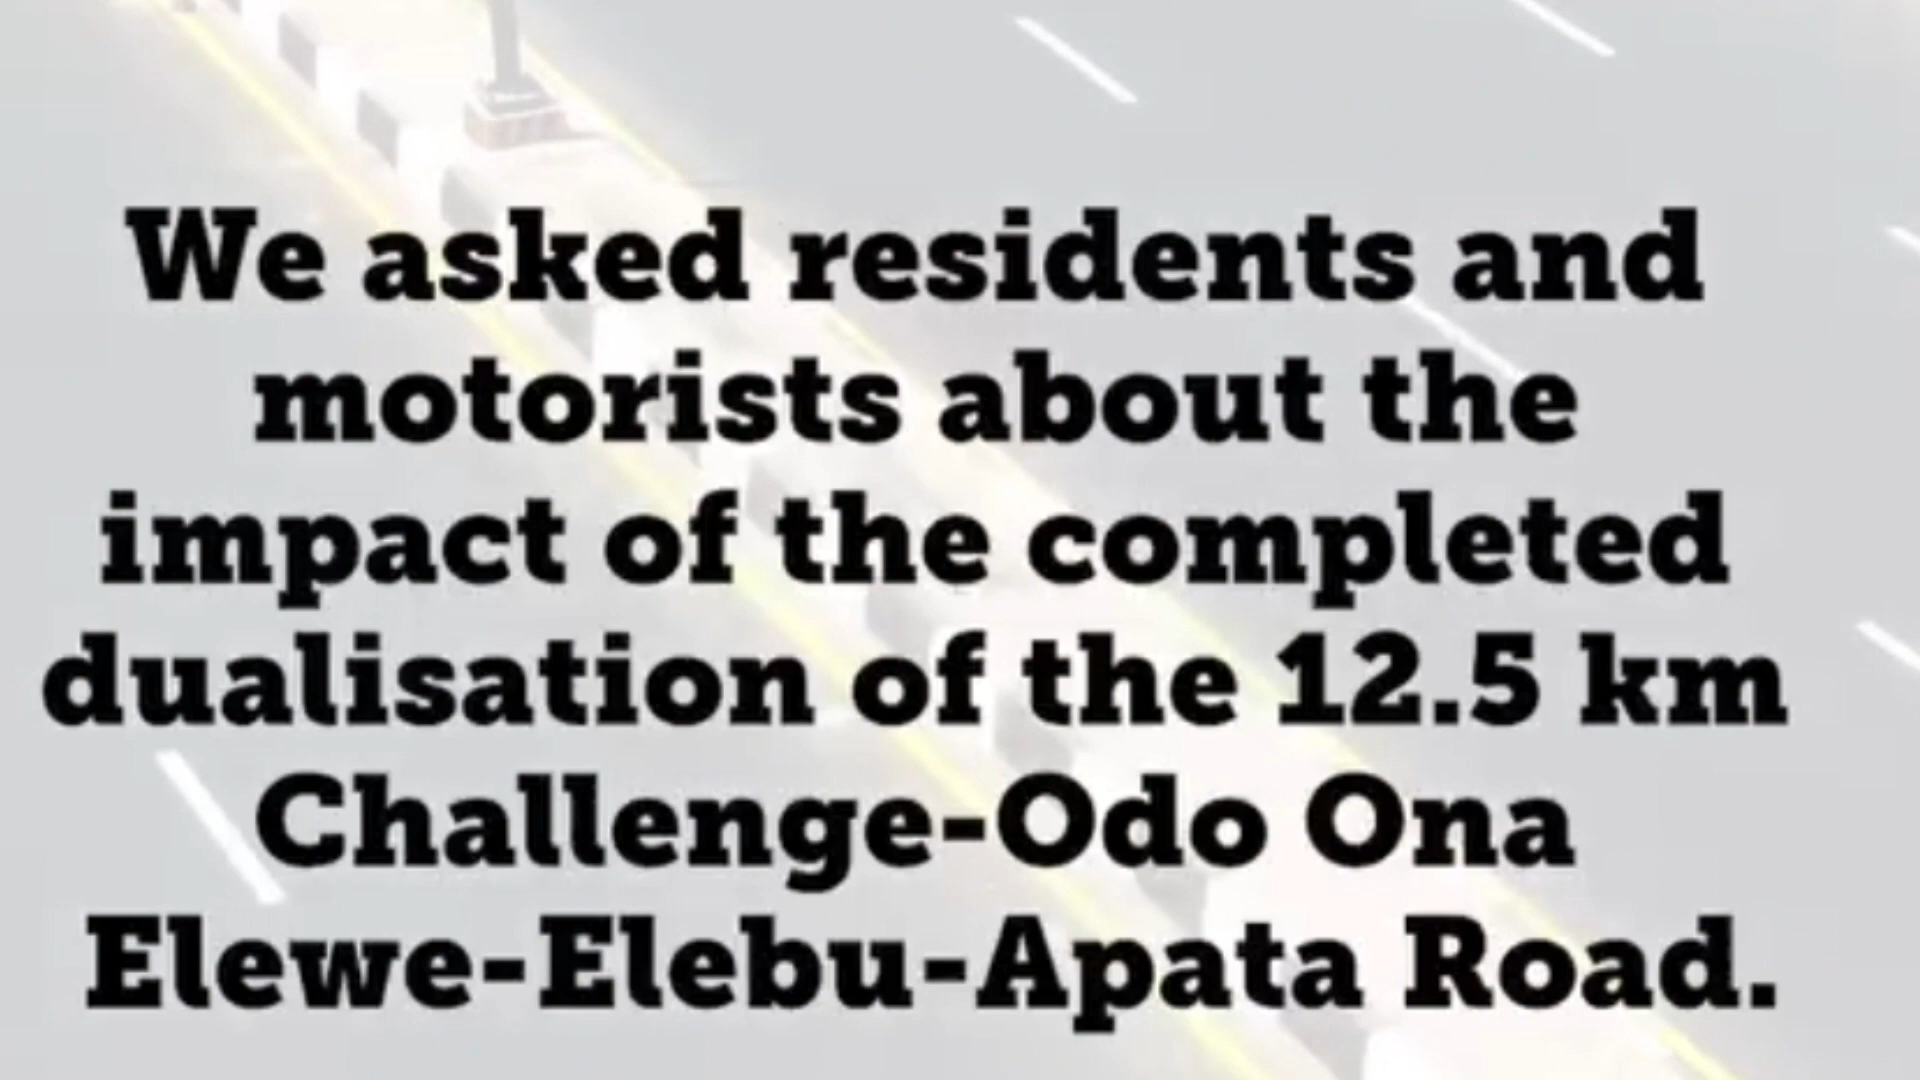 We asked residents and
motorists about the
impact of the completed
dualisation of the 12.5 km
Challenge-Odo Ona
Elewe-Elebu-Apata Road.